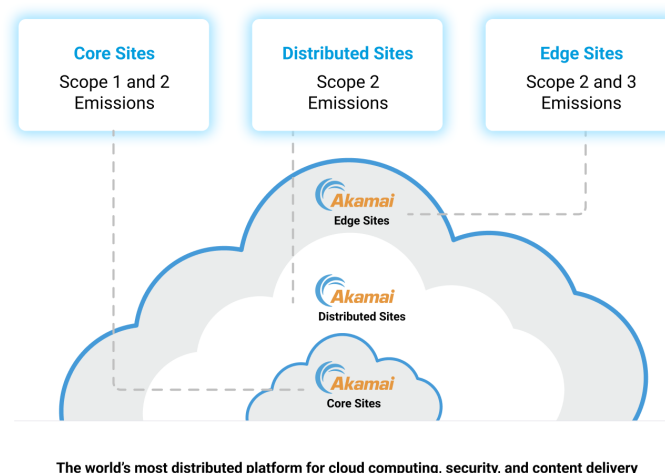 Core Sites
Scope 1 and 2
Emissions
Distributed Sites
Scope 2
Emissions
Edge Sites
Scope 2 and 3
Emissions
Akamai
Edge Sites
Akamai
Distributed Sites
Akamai
Core Sites
The world's most distributed platform for cloud computing, security, and content delivery